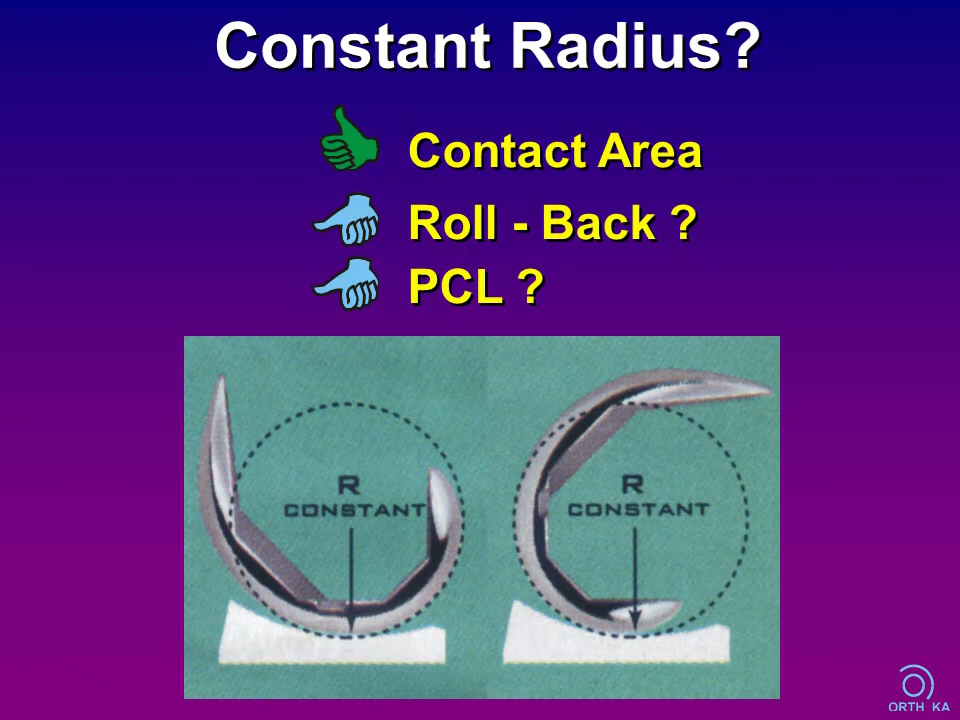 Constant Radius?
Contact Area
Roll - Back ?
PCL ?
R
CONSTANT
R
CONSTANT
ORTH KA